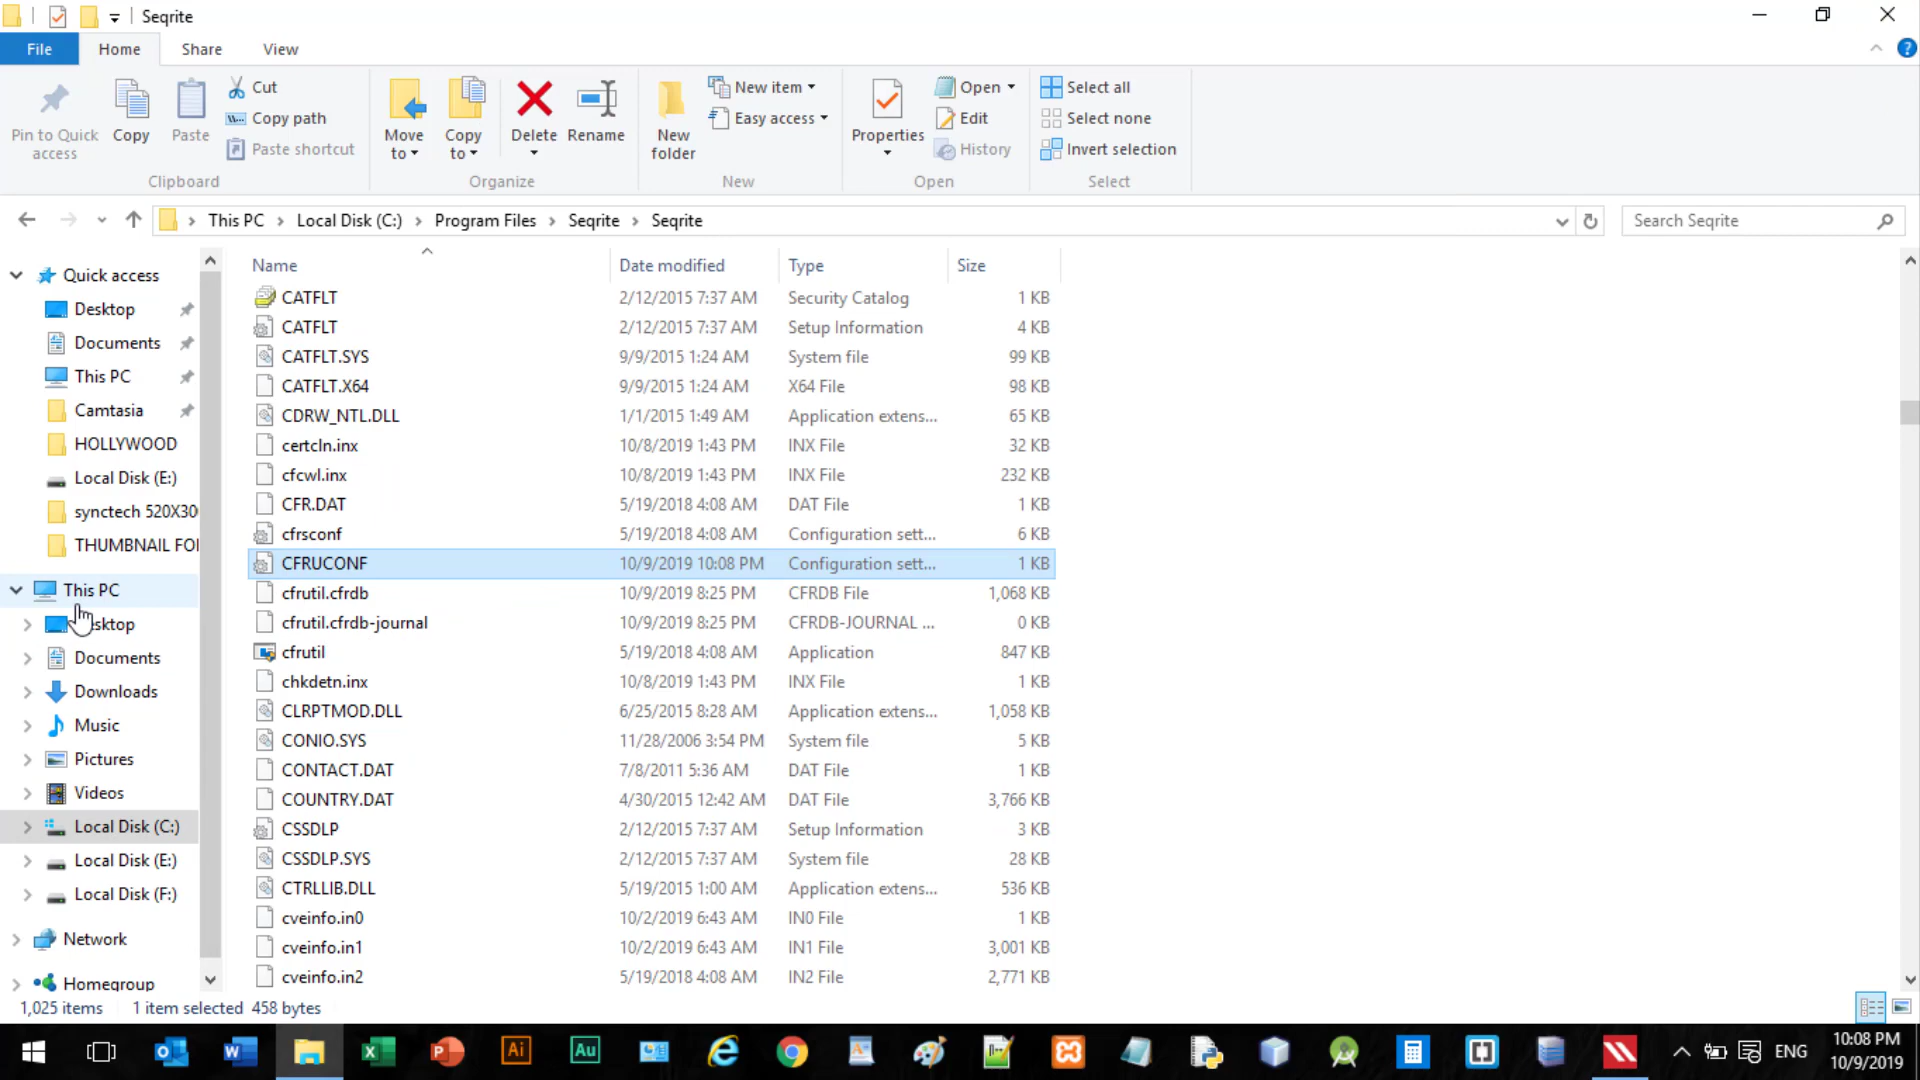 Seqrite
File Home Share View
Pin to Quick access
Copy
Paste
Cut
Copy path
Paste shortcut
Clipboard
Move to
Copy to
Delete
Rename
Organize
New folder
New item
Easy access
New
Properties
Open
Edit
History
Open
Select all
Select none
Invert selection
Select
This PC Local Disk (C:) Program Files Seqrite Seqrite
Search Seqrite
Quick access
Desktop
Documents
This PC
Camtasia
HOLLYWOOD
Local Disk (E:)
synctech 520X30
THUMBNAIL FO
This PC
sktop
Documents
Downloads
Music
Pictures
Videos
Local Disk (C:)
Local Disk (E:)
Local Disk (F:)
Network
Homegroup
Name Date modified Type Size
CATFLT 2/12/2015 7:37 AM Security Catalog 1 KB
CATFLT 2/12/2015 7:37 AM Setup Information 4 KB
CATFLT.SYS 9/9/2015 1:24 AM System file 99 KB
CATFLT.X64 9/9/2015 1:24 AM X64 File 98 KB
CDRW_NTL.DLL 1/1/2015 1:49 AM Application extens... 65 KB
certcln.inx 10/8/2019 1:43 PM INX File 32 KB
cfcwl.inx 10/8/2019 1:43 PM INX File 232 KB
CFR.DAT 5/19/2018 4:08 AM DAT File 1 KB
cfrsconf 5/19/2018 4:08 AM Configuration sett... 6 KB
CFRUCONF 10/9/2019 10:08 PM Configuration sett... 1 KB
cfrutil.cfrdb 10/9/2019 8:25 PM CFRDB File 1,068 KB
cfrutil.cfrdb-journal 10/9/2019 8:25 PM CFRDB-JOURNAL ... 0 KB
cfrutil 5/19/2018 4:08 AM Application 847 KB
chkdetn.inx 10/8/2019 1:43 PM INX File 1 KB
CLRPTMOD.DLL 6/25/2015 8:28 AM Application extens... 1,058 KB
CONIO.SYS 11/28/2006 3:54 PM System file 5 KB
CONTACT.DAT 7/8/2011 5:36 AM DAT File 1 KB
COUNTRY.DAT 4/30/2015 12:42 AM DAT File 3,766 KB
CSSDLP 2/12/2015 7:37 AM Setup Information 3 KB
CSSDLP.SYS 2/12/2015 7:37 AM System file 28 KB
CTRLLIB.DLL 5/19/2015 1:00 AM Application extens... 536 KB
cveinfo.in0 10/2/2019 6:43 AM IN0 File 1 KB
cveinfo.in1 10/2/2019 6:43 AM IN1 File 3,001 KB
cveinfo.in2 5/19/2018 4:08 AM IN2 File 2,771 KB
1,025 items 1 item selected 458 bytes
ENG
10:08 PM
10/9/2019